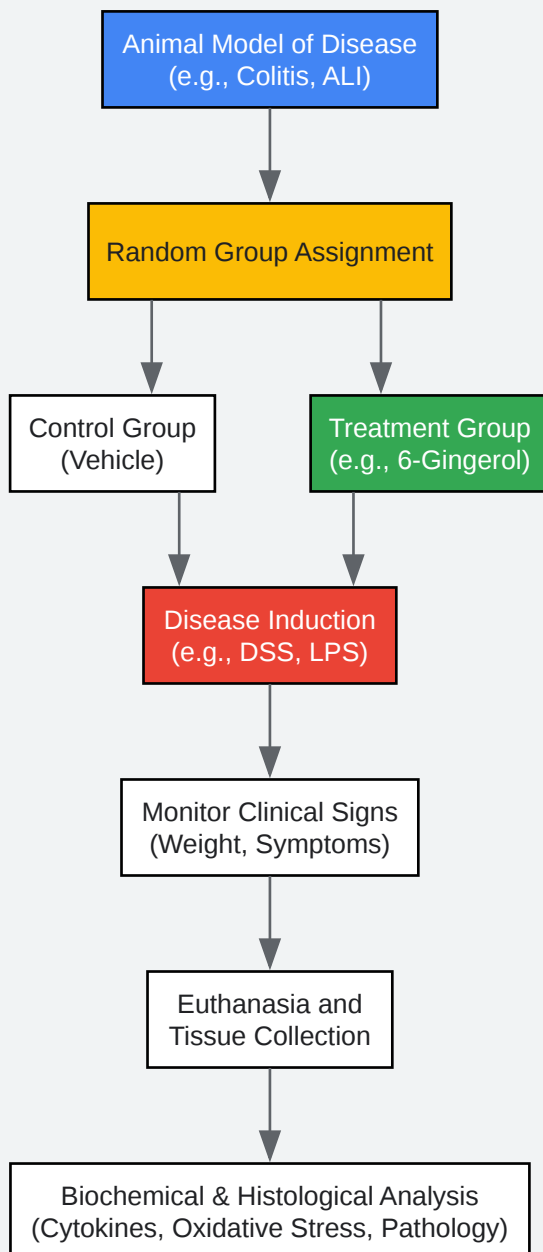 Animal Model of Disease
(e.g., Colitis, ALI)
Random Group Assignment
Control Group
(Vehicle)
Treatment Group
(e.g., 6-Gingerol)
Disease Induction
(e.g., DSS, LPS)
Monitor Clinical Signs
(Weight, Symptoms)
Euthanasia and
Tissue Collection
Biochemical & Histological Analysis
(Cytokines, Oxidative Stress, Pathology)